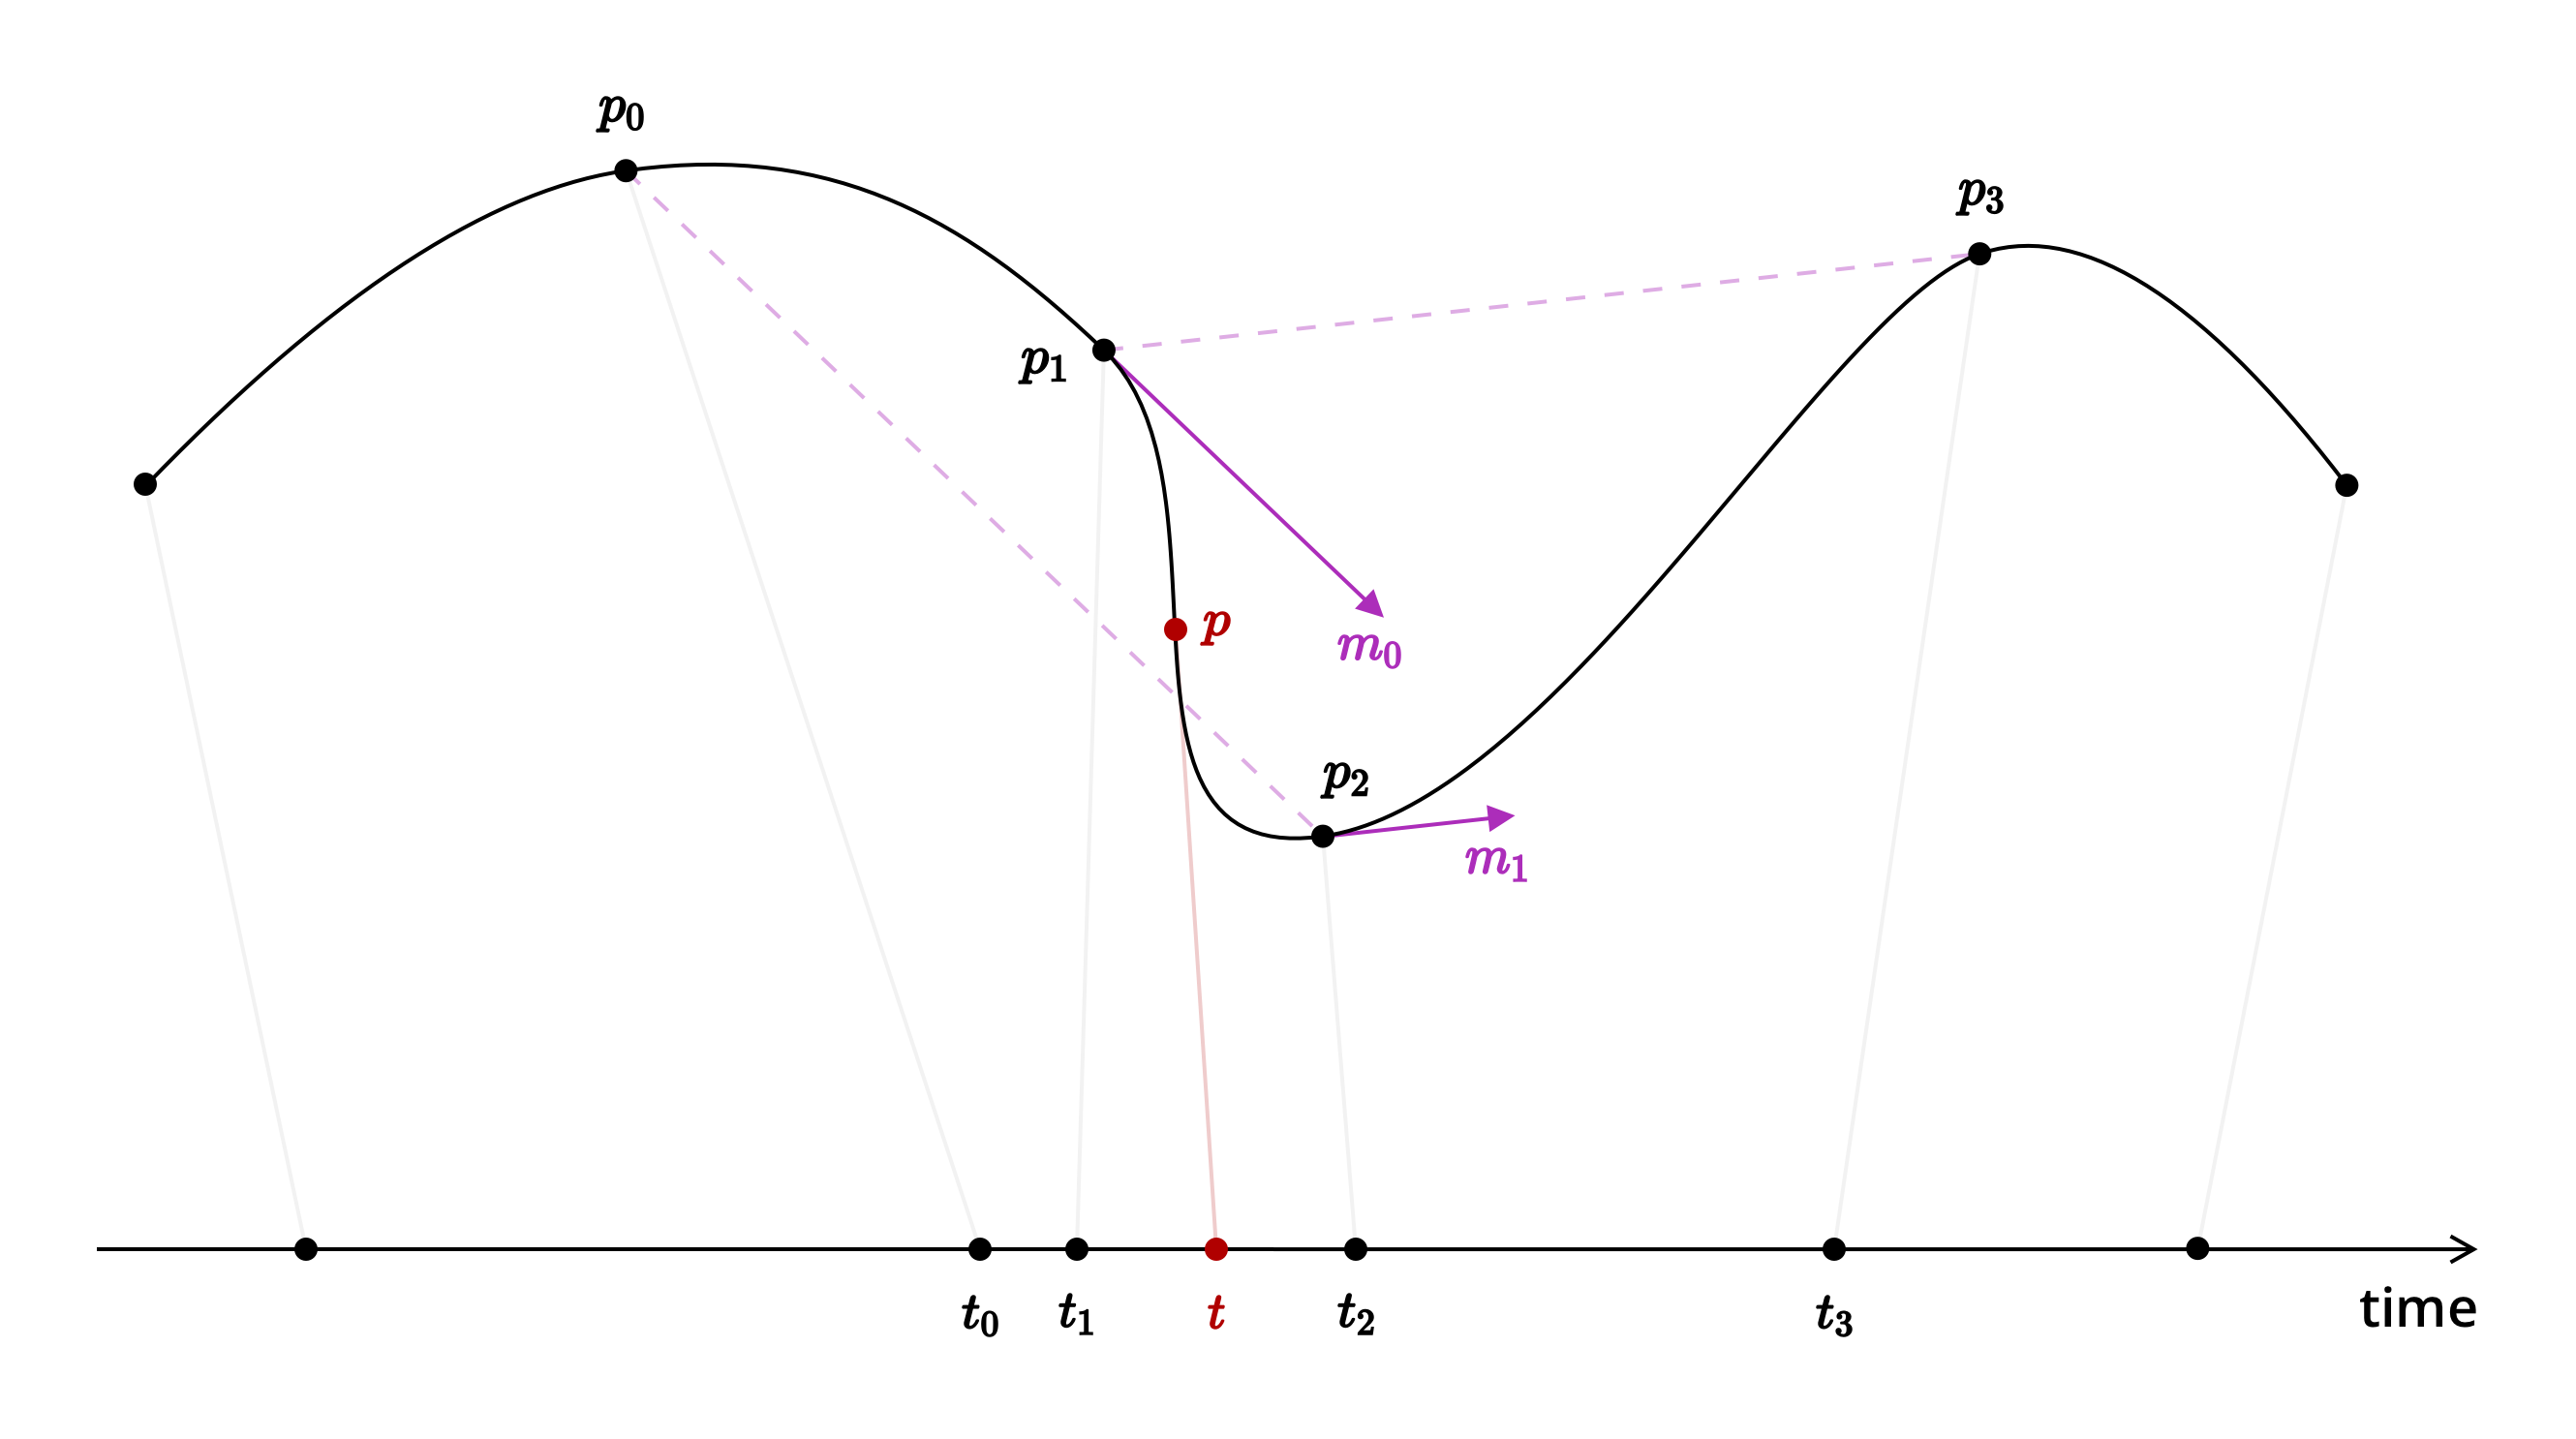 p₀
p₃
p₁
p
m₀
p₂
m₁
t₀ t₁ t t₂ t₃ time